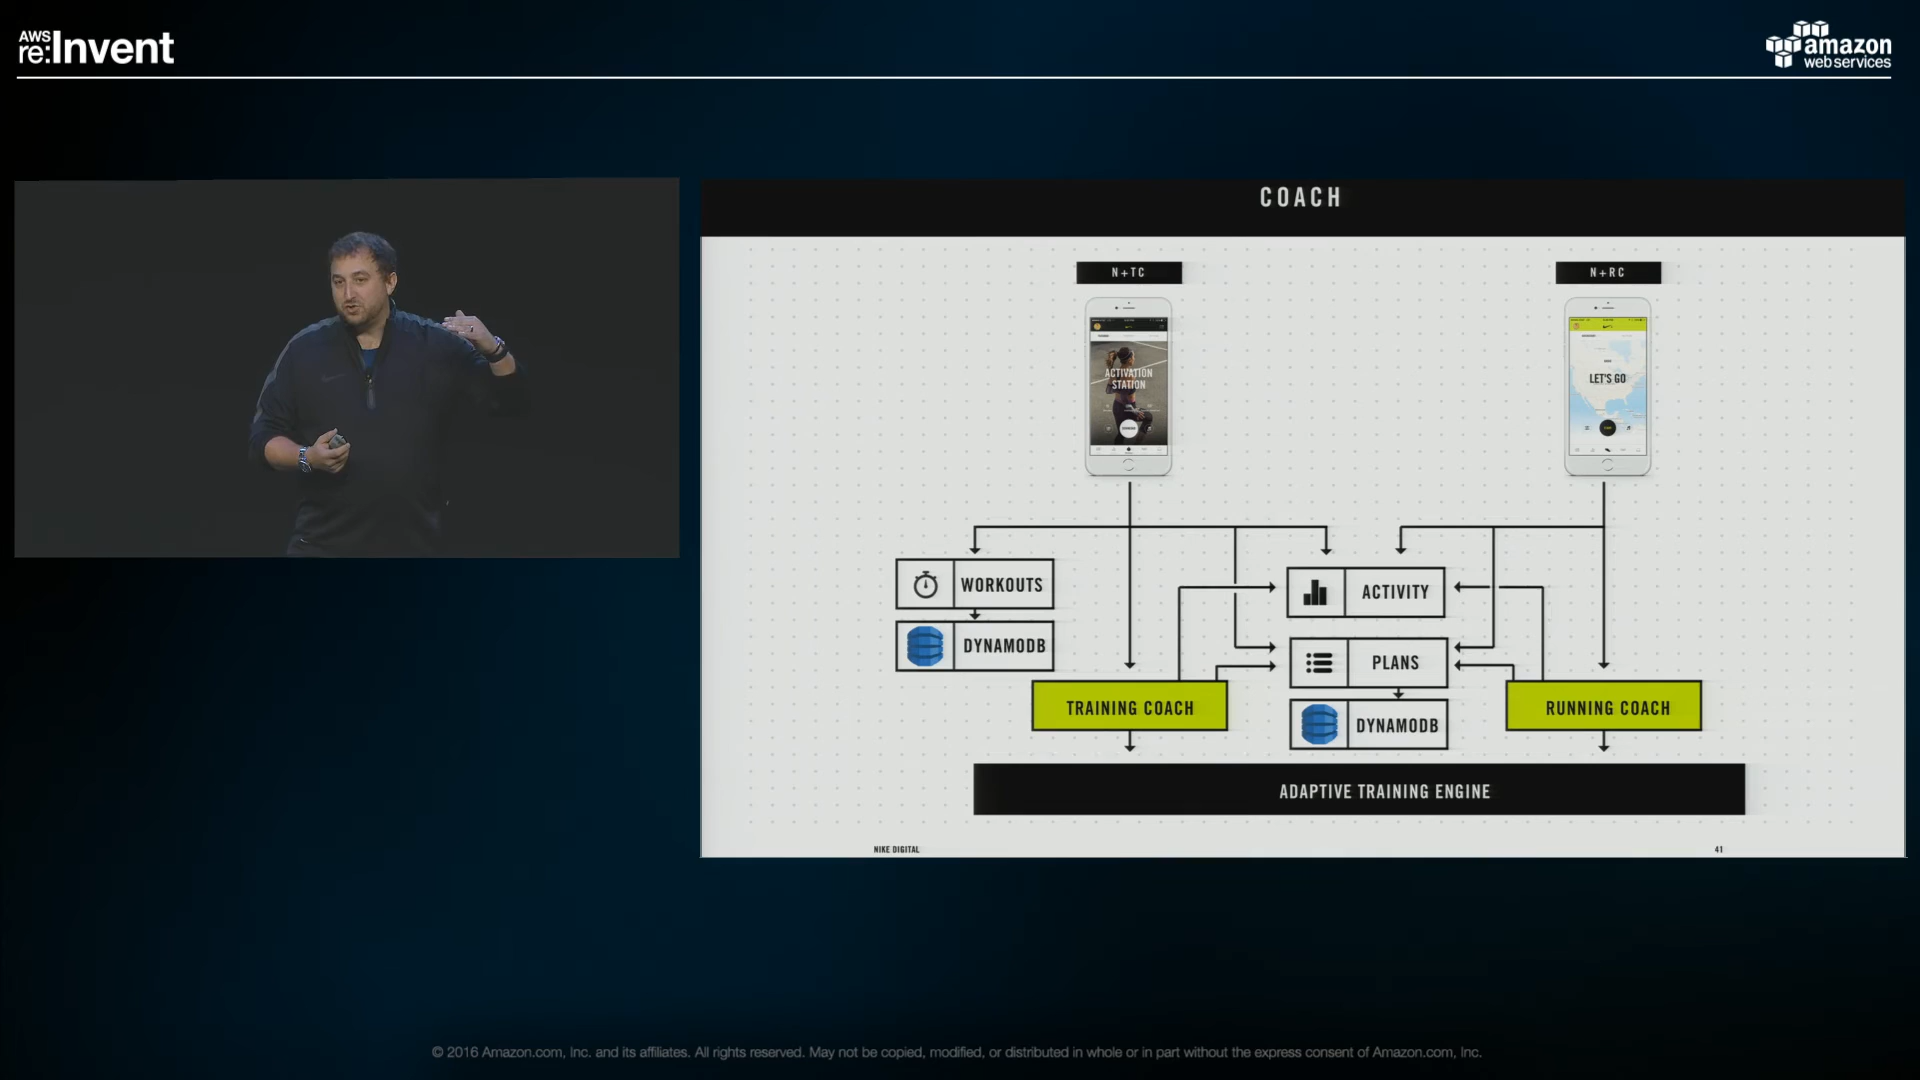 AWS
re:Invent
amazon
web services
COACH
N+TC
N+RC
ACTIVATION
STATION
LET'S GO
WORKOUTS
DYNAMODB
ACTIVITY
PLANS
DYNAMODB
TRAINING COACH
RUNNING COACH
ADAPTIVE TRAINING ENGINE
NIKE DIGITAL
41
© 2016 Amazon.com, Inc. and its affiliates. All rights reserved. May not be copied, modified, or distributed in whole or in part without the express consent of Amazon.com, Inc.